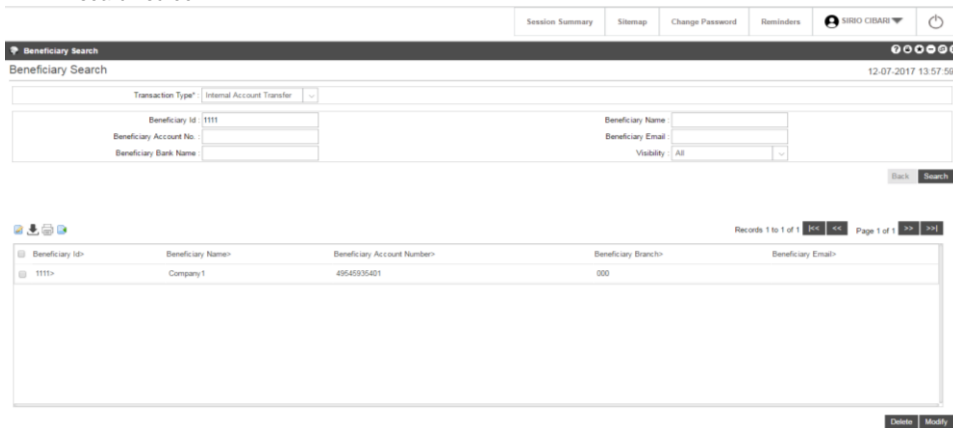 Session Summary Sitemap Change Password Reminders SIRIO CIBARI
Beneficiary Search
Beneficiary Search 12-07-2017 13:57:59
Transaction Type* : Internal Account Transfer
Beneficiary Id : 1111 Beneficiary Name :
Beneficiary Account No. : Beneficiary Email :
Beneficiary Bank Name : Visibility : All
Back Search
Records 1 to 1 of 1 |<< << Page 1 of 1 >> >>|
Beneficiary Id> Beneficiary Name> Beneficiary Account Number> Beneficiary Branch> Beneficiary Email>
1111> Company1 49545935401 000
Delete Modify